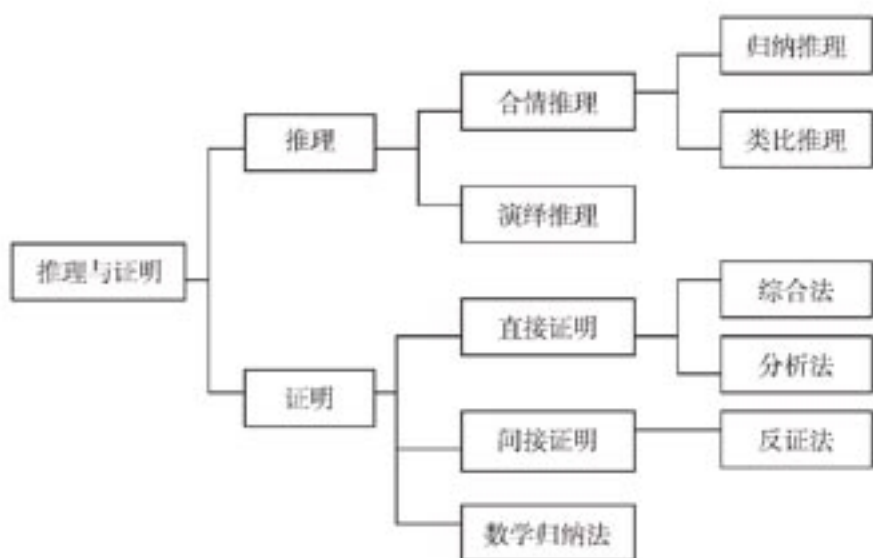 归纳推理
合情推理
推理
类比推理
演绎推理
推理与证明
综合法
直接证明
分析法
证明
间接证明
反证法
数学归纳法